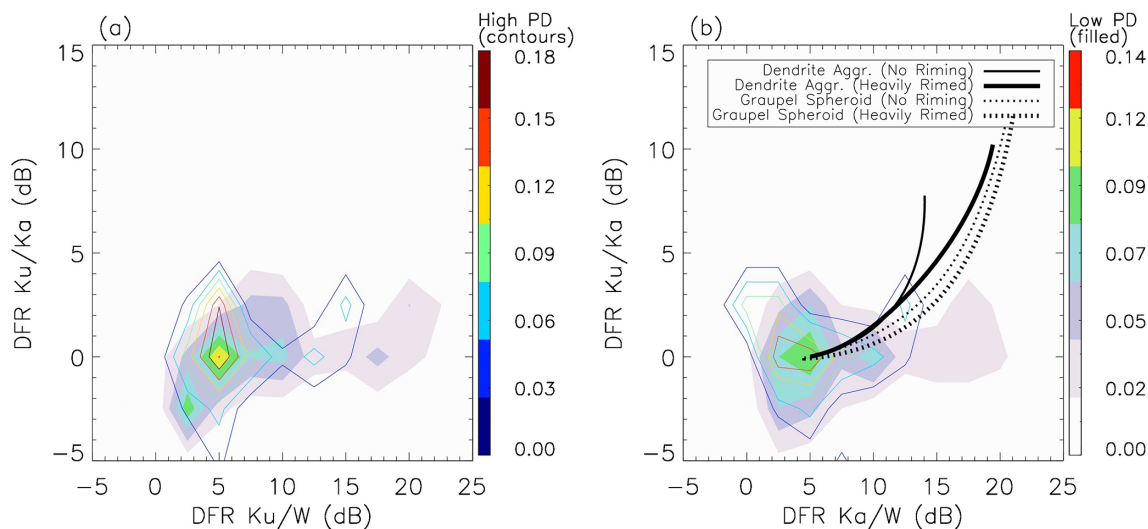 (a)
High PD
(contours)
15
10
5
0
-5
DFR Ku/Ka (dB)
-5 0 5 10 15 20 25
DFR Ku/W (dB)
0.18
0.15
0.12
0.09
0.06
0.03
0.00
(b)
Low PD
(filled)
15
10
5
0
-5
DFR Ku/Ka (dB)
Dendrite Aggr. (No Riming)
Dendrite Aggr. (Heavily Rimed)
Graupel Spheroid (No Riming)
Graupel Spheroid (Heavily Rimed)
-5 0 5 10 15 20 25
DFR Ka/W (dB)
0.14
0.12
0.09
0.07
0.04
0.02
0.00